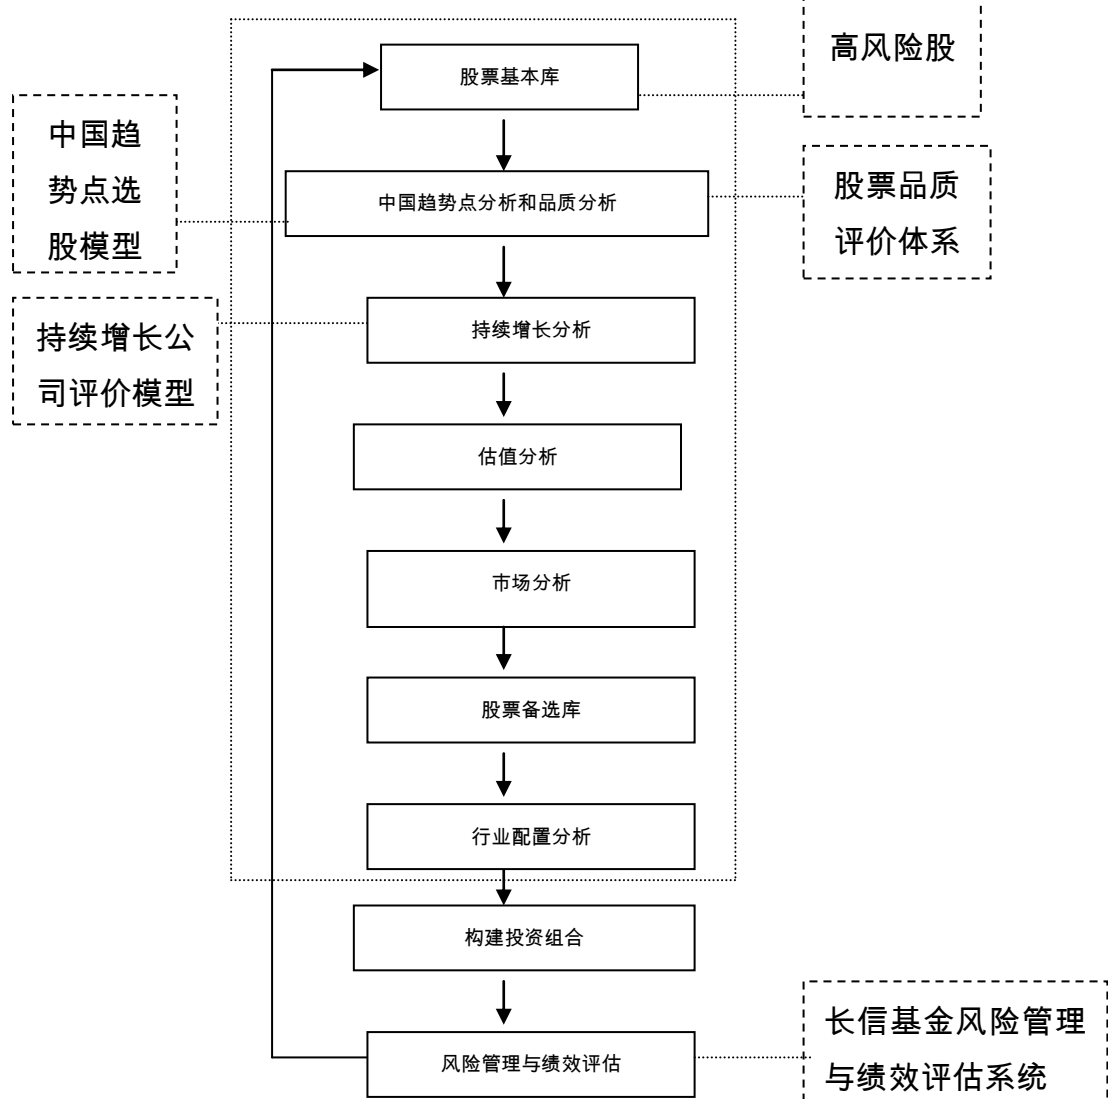 高风险股
股票基本库
中国趋
势点选
股模型
中国趋势点分析和品质分析
股票品质
评价体系
持续增长公
司评价模型
持续增长分析
估值分析
市场分析
股票备选库
行业配置分析
构建投资组合
风险管理与绩效评估
长信基金风险管理
与绩效评估系统